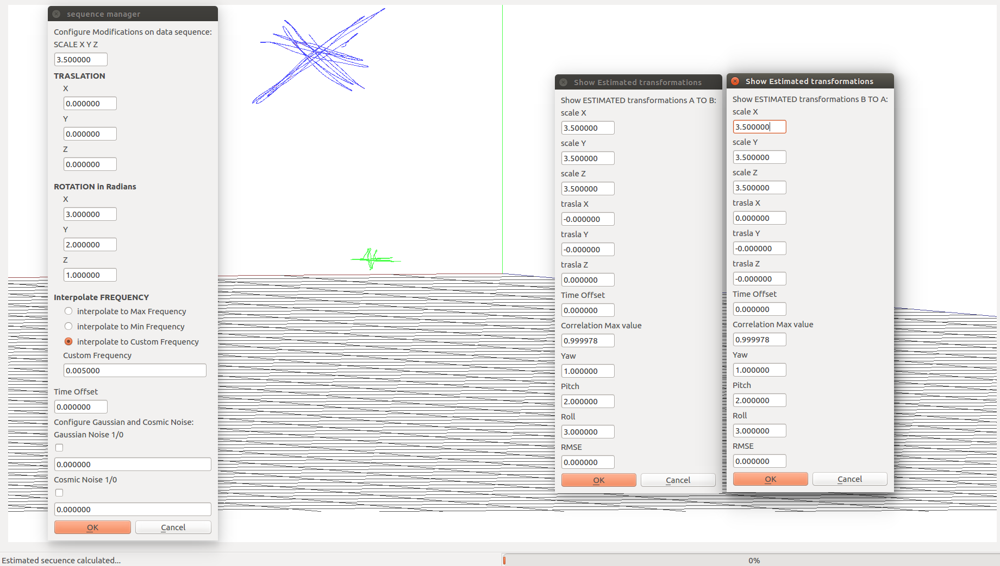 sequence manager
Configure Modifications on data sequence:
SCALE X Y Z
3.500000
TRASLATION
X
0.000000
Y
0.000000
Z
0.000000
ROTATION in Radians
X
3.000000
Y
2.000000
Z
1.000000
Interpolate FREQUENCY
interpolate to Max Frequency
interpolate to Min Frequency
interpolate to Custom Frequency
Custom Frequency
0.005000
Time Offset
0.000000
Configure Gaussian and Cosmic Noise:
Gaussian Noise 1/0
0.000000
Cosmic Noise 1/0
0.000000
OK Cancel
Show Estimated transformations
Show ESTIMATED transformations A TO B:
scale X
3.500000
scale Y
3.500000
scale Z
3.500000
trasla X
-0.000000
trasla Y
-0.000000
trasla Z
0.000000
Time Offset
0.000000
Correlation Max value
0.999978
Yaw
1.000000
Pitch
2.000000
Roll
3.000000
RMSE
0.000000
OK Cancel
Show Estimated transformations
Show ESTIMATED transformations B TO A:
scale X
3.500000
scale Y
3.500000
scale Z
3.500000
trasla X
0.000000
trasla Y
-0.000000
trasla Z
-0.000000
Time Offset
0.000000
Correlation Max value
0.999978
Yaw
1.000000
Pitch
2.000000
Roll
3.000000
RMSE
0.000000
OK Cancel
Estimated secuence calculated...
0%